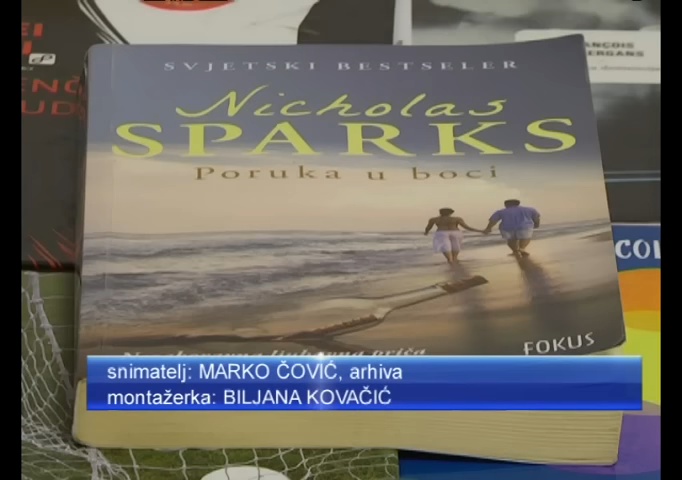 SVJETSKI BESTSELER
Nicholas
SPARKS
Poruka u boci
FOKUS
snimatelj: MARKO ČOVIĆ, arhiva
montažerka: BILJANA KOVAČIĆ